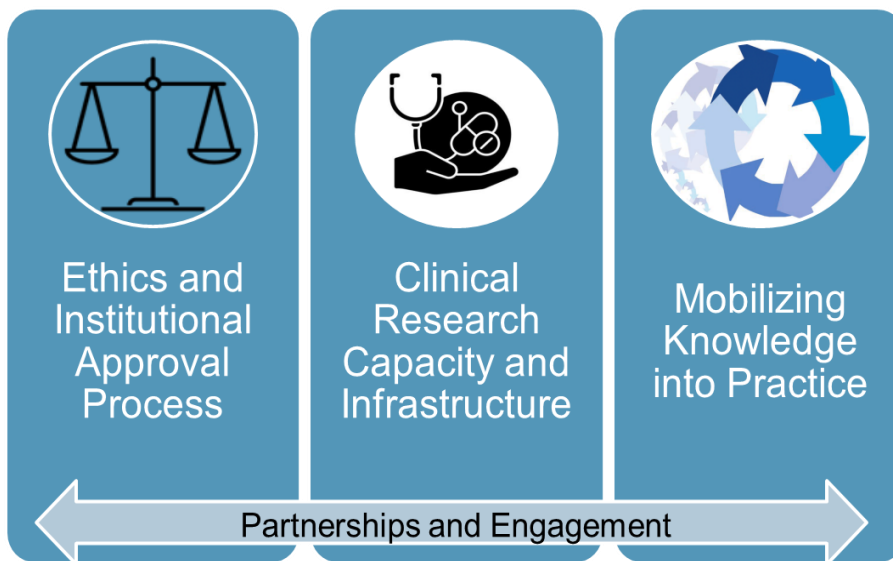 Ethics and
Institutional
Approval
Process
Clinical
Research
Capacity and
Infrastructure
Mobilizing
Knowledge
into Practice
Partnerships and Engagement